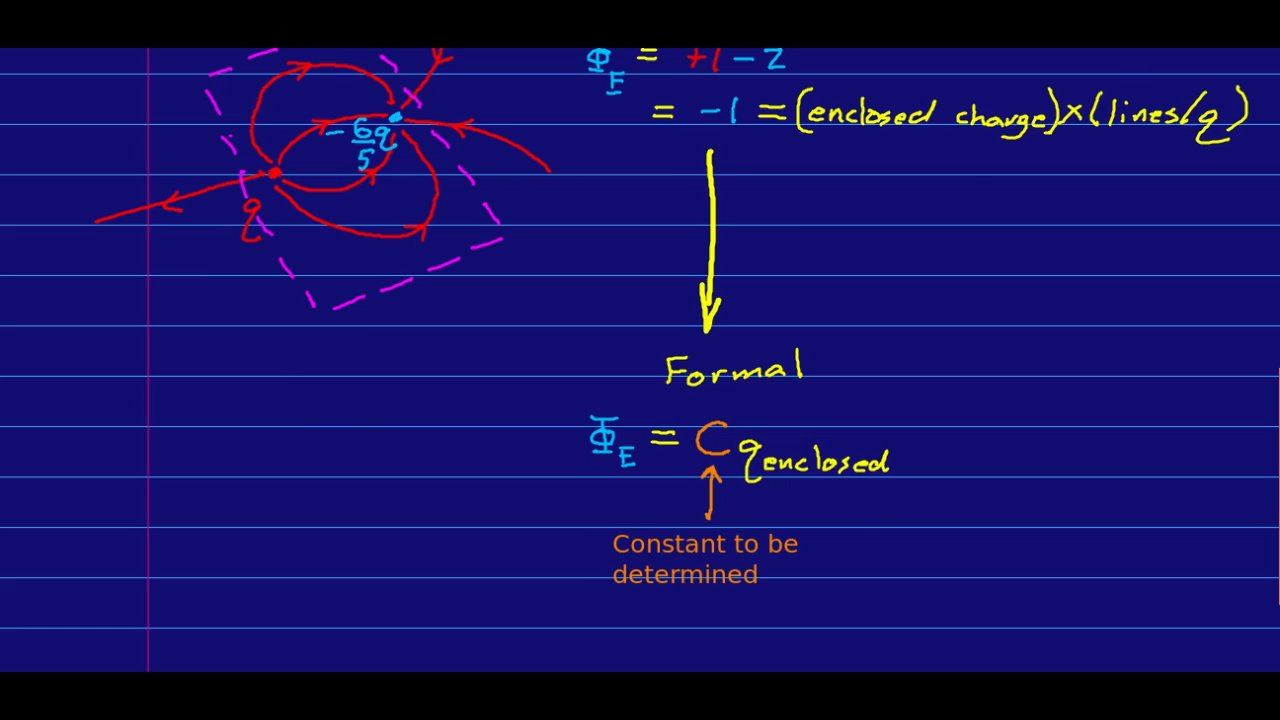 Φ_E = +1 - 2
= -1 = (enclosed charge)×(lines/q)
-6q/5
q
Formal
Φ_E = C q_enclosed
Constant to be
determined